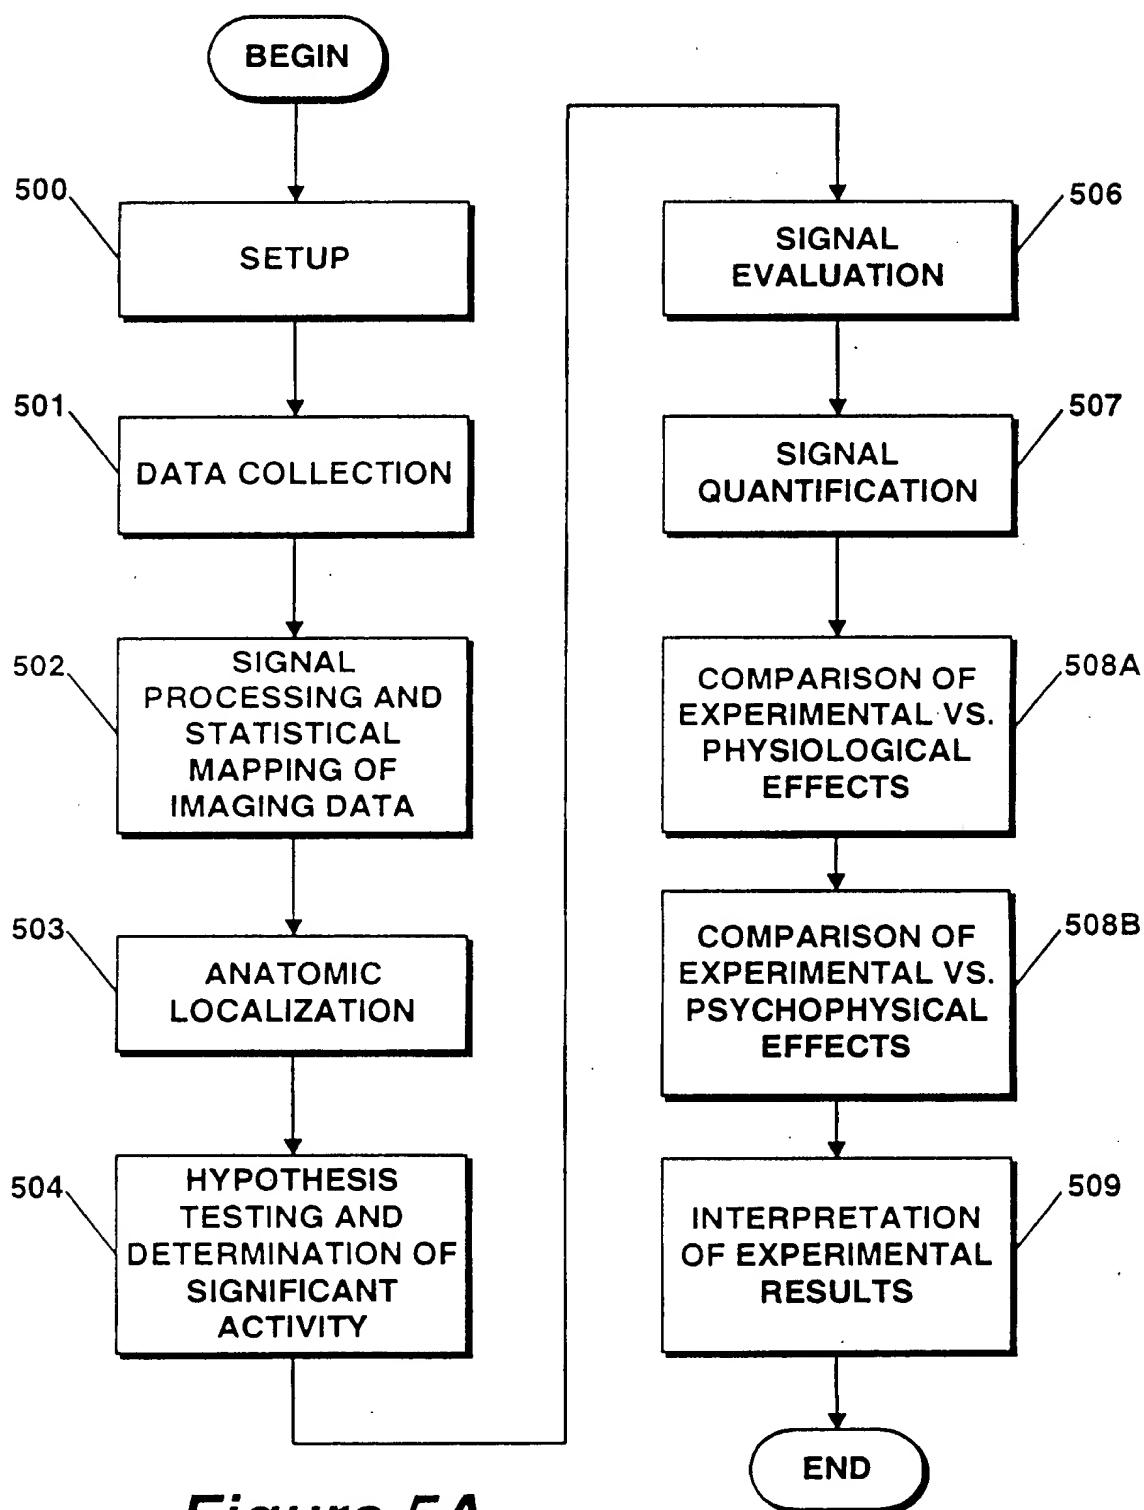 BEGIN
500
SETUP
501
DATA COLLECTION
502
SIGNAL
PROCESSING AND
STATISTICAL
MAPPING OF
IMAGING DATA
503
ANATOMIC
LOCALIZATION
504
HYPOTHESIS
TESTING AND
DETERMINATION OF
SIGNIFICANT
ACTIVITY
506
SIGNAL
EVALUATION
507
SIGNAL
QUANTIFICATION
508A
COMPARISON OF
EXPERIMENTAL VS.
PHYSIOLOGICAL
EFFECTS
508B
COMPARISON OF
EXPERIMENTAL VS.
PSYCHOPHYSICAL
EFFECTS
509
INTERPRETATION
OF EXPERIMENTAL
RESULTS
END
Figure 5A